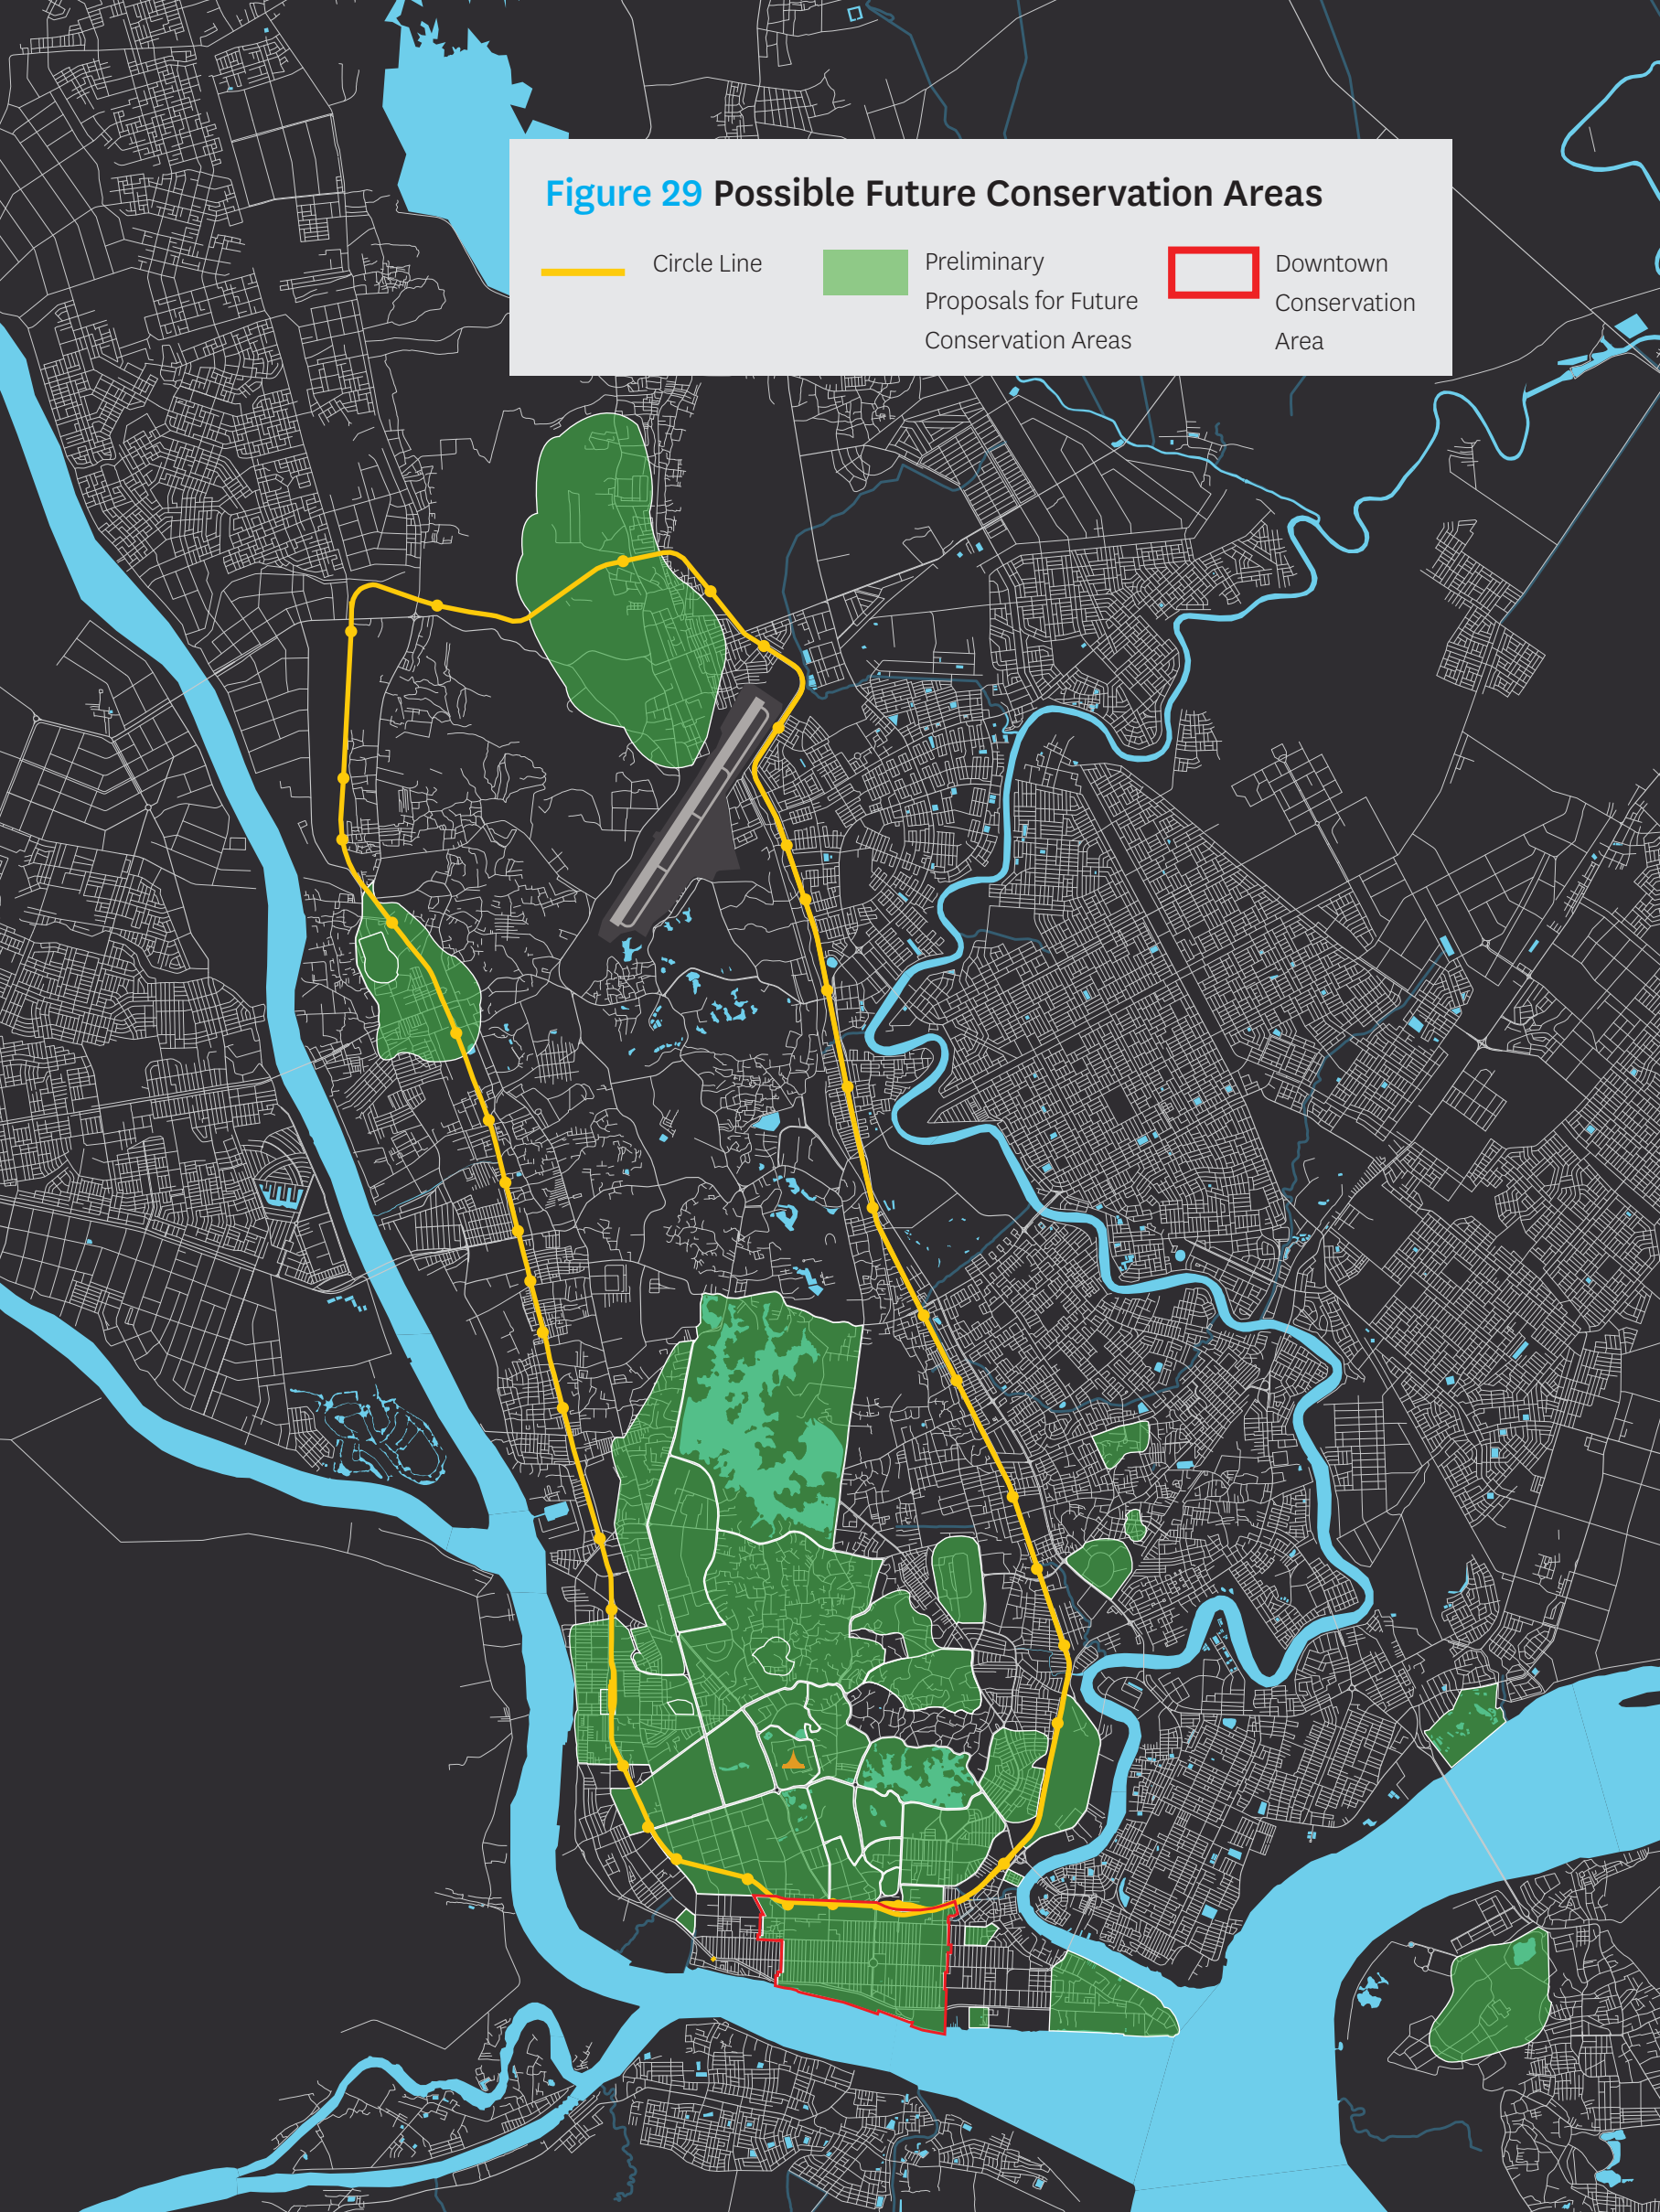 Figure 29 Possible Future Conservation Areas
Circle Line
Preliminary
Proposals for Future
Conservation Areas
Downtown
Conservation
Area